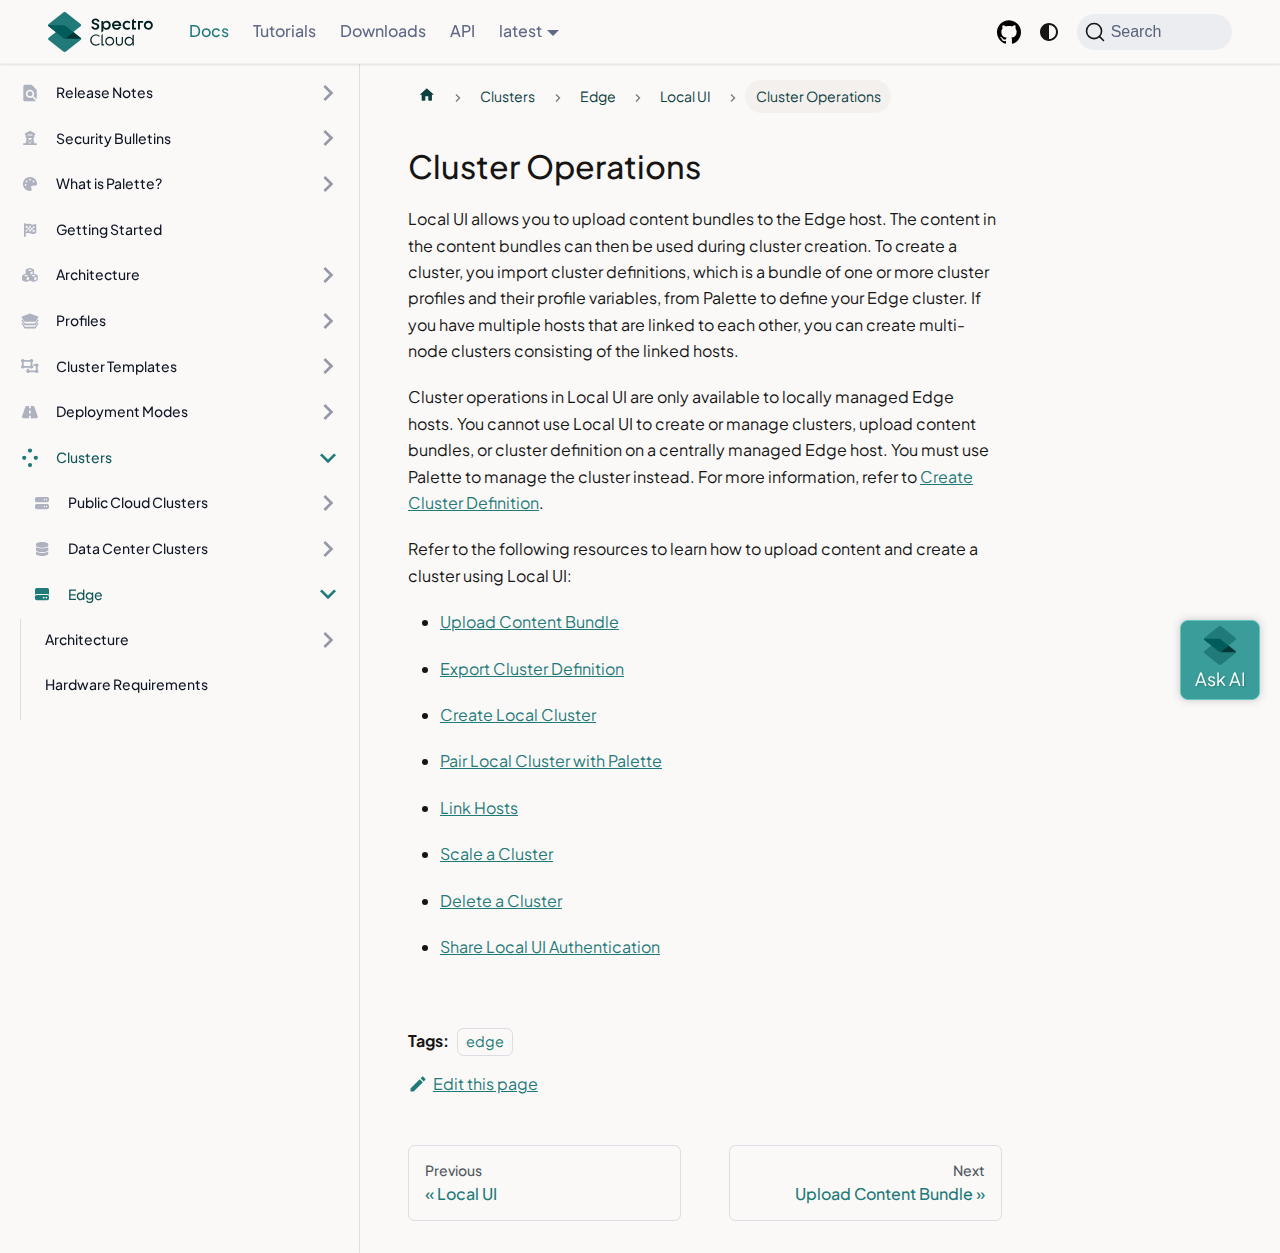 Spectro
Cloud
Docs
Tutorials
Downloads
API
latest
Search
Release Notes
Security Bulletins
What is Palette?
Getting Started
Architecture
Profiles
Cluster Templates
Deployment Modes
Clusters
Public Cloud Clusters
Data Center Clusters
Edge
Architecture
Hardware Requirements
Clusters
Edge
Local UI
Cluster Operations
Cluster Operations
Local UI allows you to upload content bundles to the Edge host. The content in
the content bundles can then be used during cluster creation. To create a
cluster, you import cluster definitions, which is a bundle of one or more cluster
profiles and their profile variables, from Palette to define your Edge cluster. If
you have multiple hosts that are linked to each other, you can create multi-
node clusters consisting of the linked hosts.
Cluster operations in Local UI are only available to locally managed Edge
hosts. You cannot use Local UI to create or manage clusters, upload content
bundles, or cluster definition on a centrally managed Edge host. You must use
Palette to manage the cluster instead. For more information, refer to Create
Cluster Definition.
Refer to the following resources to learn how to upload content and create a
cluster using Local UI:
Upload Content Bundle
Export Cluster Definition
Create Local Cluster
Pair Local Cluster with Palette
Link Hosts
Scale a Cluster
Delete a Cluster
Share Local UI Authentication
Tags: edge
Edit this page
Previous
« Local UI
Next
Upload Content Bundle »
Ask AI